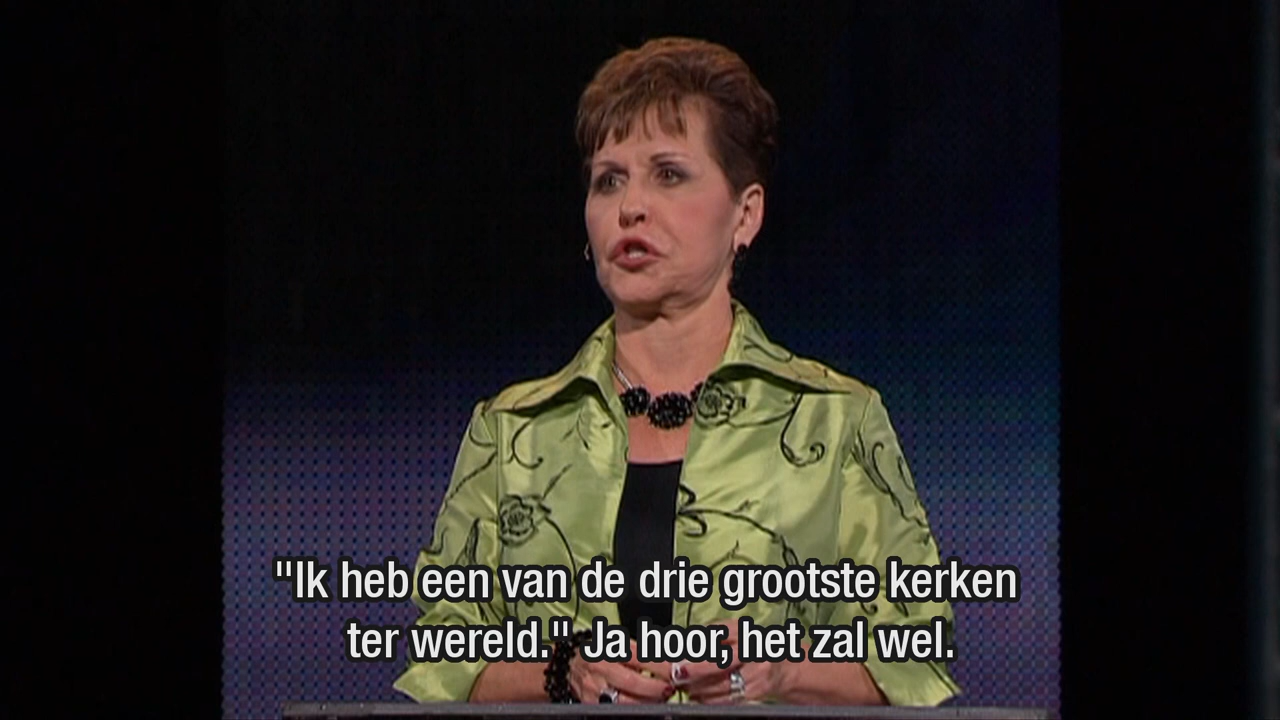 "Ik heb een van de drie grootste kerken
ter wereld." Ja hoor, het zal wel.